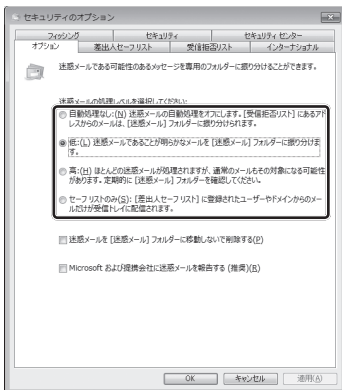 セキュリティのオプション
フィッシング セキュリティ セキュリティ センター
オプション 差出人セーフリスト 受信拒否リスト インターナショナル
迷惑メールである可能性のあるメッセージを専用のフォルダーに振り分けることができます。
迷惑メールの処理レベルを選択してください:
自動処理なし:(N) 迷惑メールの自動処理をオフにします。[受信拒否リスト] にあるアド
レスからのメールは、[迷惑メール] フォルダーに振り分けられます。
低:(L) 迷惑メールであることが明らかなメールを [迷惑メール] フォルダーに振り分けま
す。
高:(H) ほとんどの迷惑メールが処理されますが、通常のメールもその対象になる可能性
があります。定期的に [迷惑メール] フォルダーを確認してください。
セーフ リストのみ(S): [差出人セーフ リスト] に登録されたユーザーやドメインからのメー
ルだけが受信トレイに配信されます。
迷惑メールを [迷惑メール] フォルダーに移動しないで削除する(P)
Microsoft および提携会社に迷惑メールを報告する (推奨)(R)
OK キャンセル 適用(A)